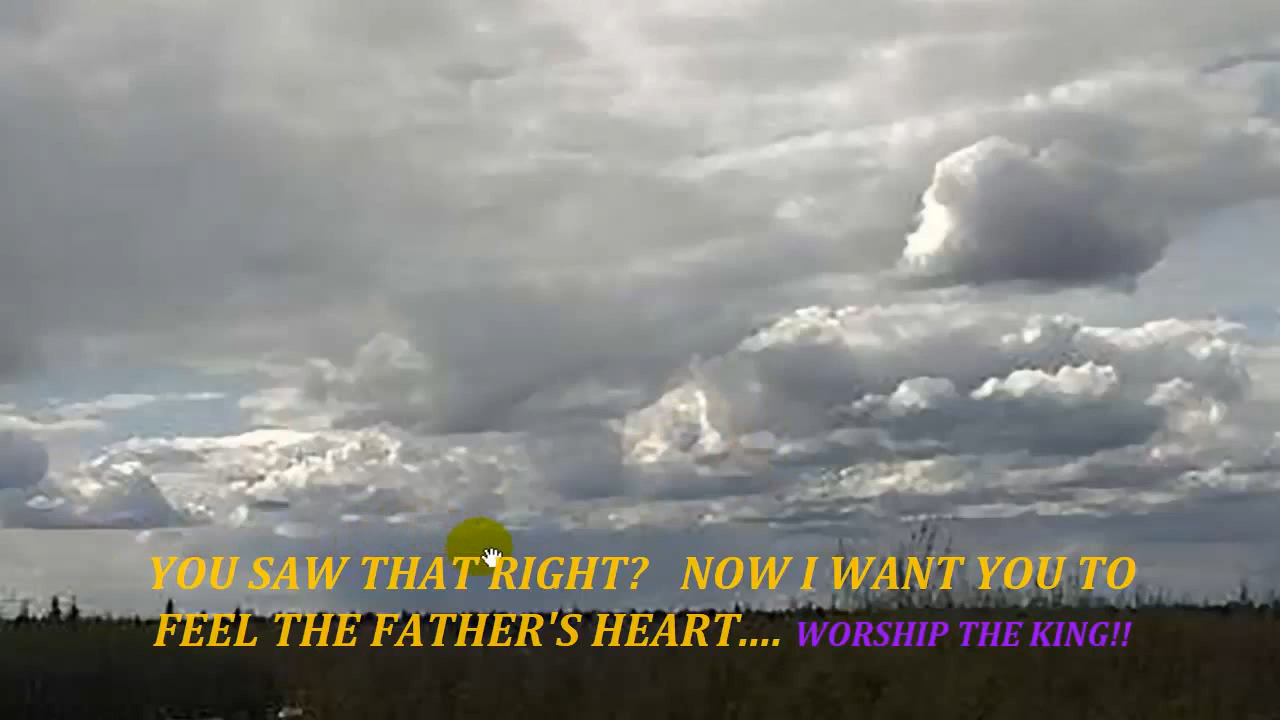 YOU SAW THAT RIGHT? NOW I WANT YOU TO
FEEL THE FATHER'S HEART.... WORSHIP THE KING!!